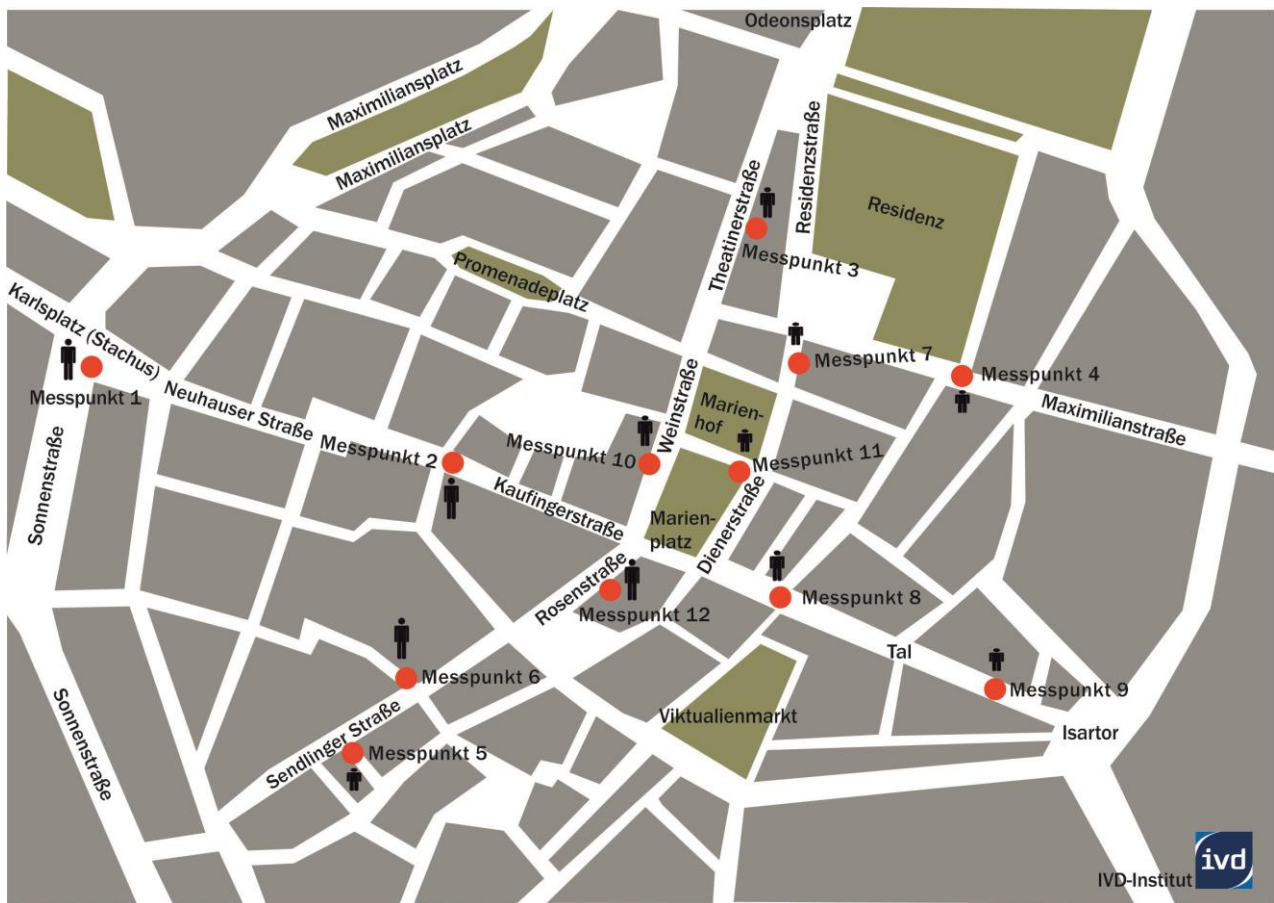 Odeonsplatz
Maximiliansplatz
Maximiliansplatz
Theatinerstraße
Residenzstraße
Residenz
Messpunkt 3
Promenadeplatz
Karlsplatz (Stachus)
Messpunkt 1
Neuhauser Straße
Messpunkt 7
Messpunkt 4
Maximilianstraße
Weinstraße
Marien-
hof
Messpunkt 2
Messpunkt 10
Messpunkt 11
Sonnenstraße
Kaufingerstraße
Marien-
platz
Dienerstraße
Rosenstraße
Messpunkt 12
Messpunkt 8
Tal
Messpunkt 6
Messpunkt 9
Sonnenstraße
Sendlinger Straße
Viktualienmarkt
Isartor
Messpunkt 5
ivd
IVD-Institut